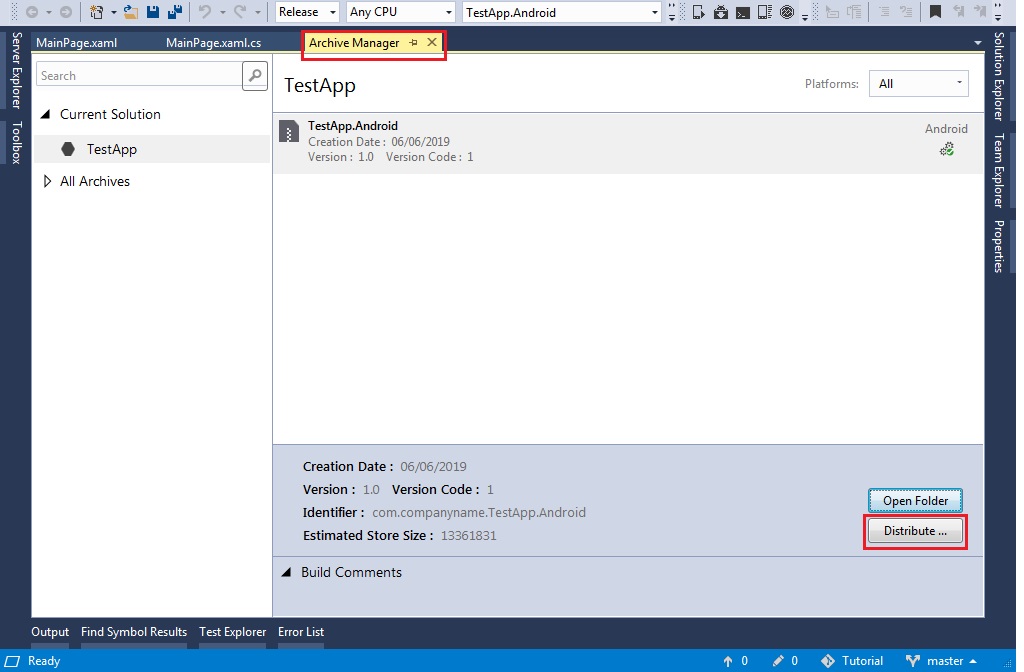 Release Any CPU TestApp.Android
MainPage.xaml MainPage.xaml.cs Archive Manager
Server Explorer
Toolbox
Search
Current Solution
TestApp
All Archives
TestApp
Platforms: All
TestApp.Android
Creation Date : 06/06/2019
Version : 1.0 Version Code : 1
Android
Creation Date : 06/06/2019
Version : 1.0 Version Code : 1
Identifier : com.companyname.TestApp.Android
Estimated Store Size : 13361831
Open Folder
Distribute ...
Build Comments
Solution Explorer
Team Explorer
Properties
Output Find Symbol Results Test Explorer Error List
Ready 0 0 Tutorial master